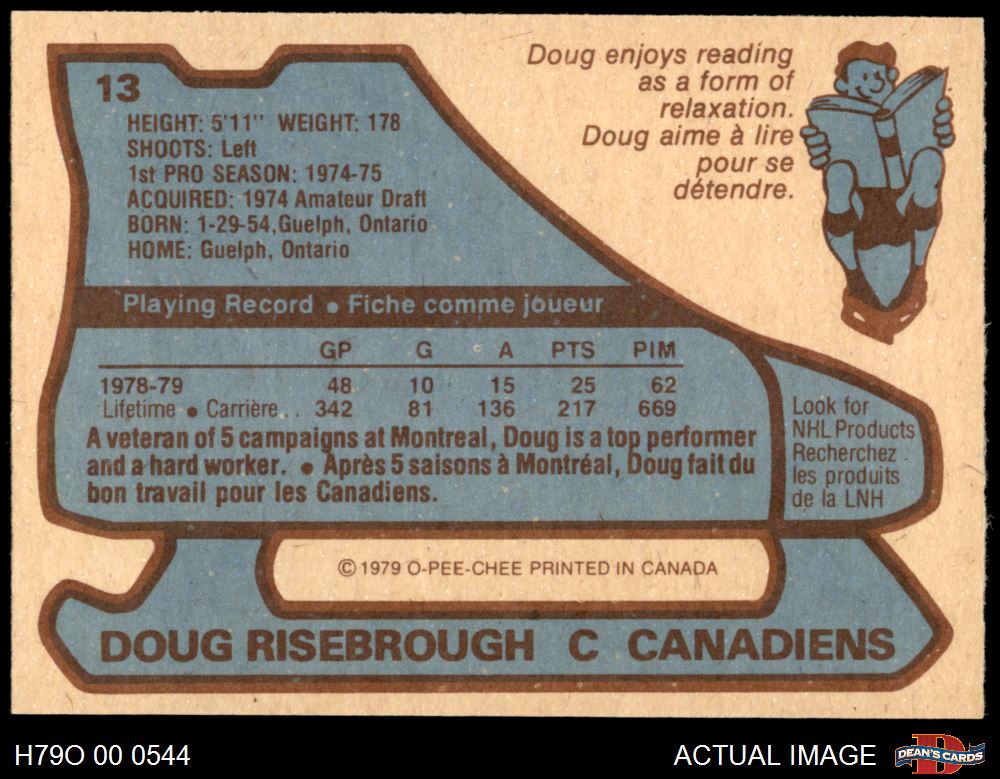 13
HEIGHT: 5'11" WEIGHT: 178
SHOOTS: Left
1st PRO SEASON: 1974-75
ACQUIRED: 1974 Amateur Draft
BORN: 1-29-54, Guelph, Ontario
HOME: Guelph, Ontario
Doug enjoys reading
as a form of
relaxation.
Doug aime à lire
pour se
détendre.
Playing Record • Fiche comme joueur
GP G A PTS PIM
1978-79 48 10 15 25 62
Lifetime • Carrière. . 342 81 136 217 669
A veteran of 5 campaigns at Montreal, Doug is a top performer
and a hard worker. • Après 5 saisons à Montréal, Doug fait du
bon travail pour les Canadiens.
Look for
NHL Products
Recherchez
les produits
de la LNH
© 1979 O-PEE-CHEE PRINTED IN CANADA
DOUG RISEBROUGH C CANADIENS
H79O 00 0544
ACTUAL IMAGE
DEAN'S CARDS